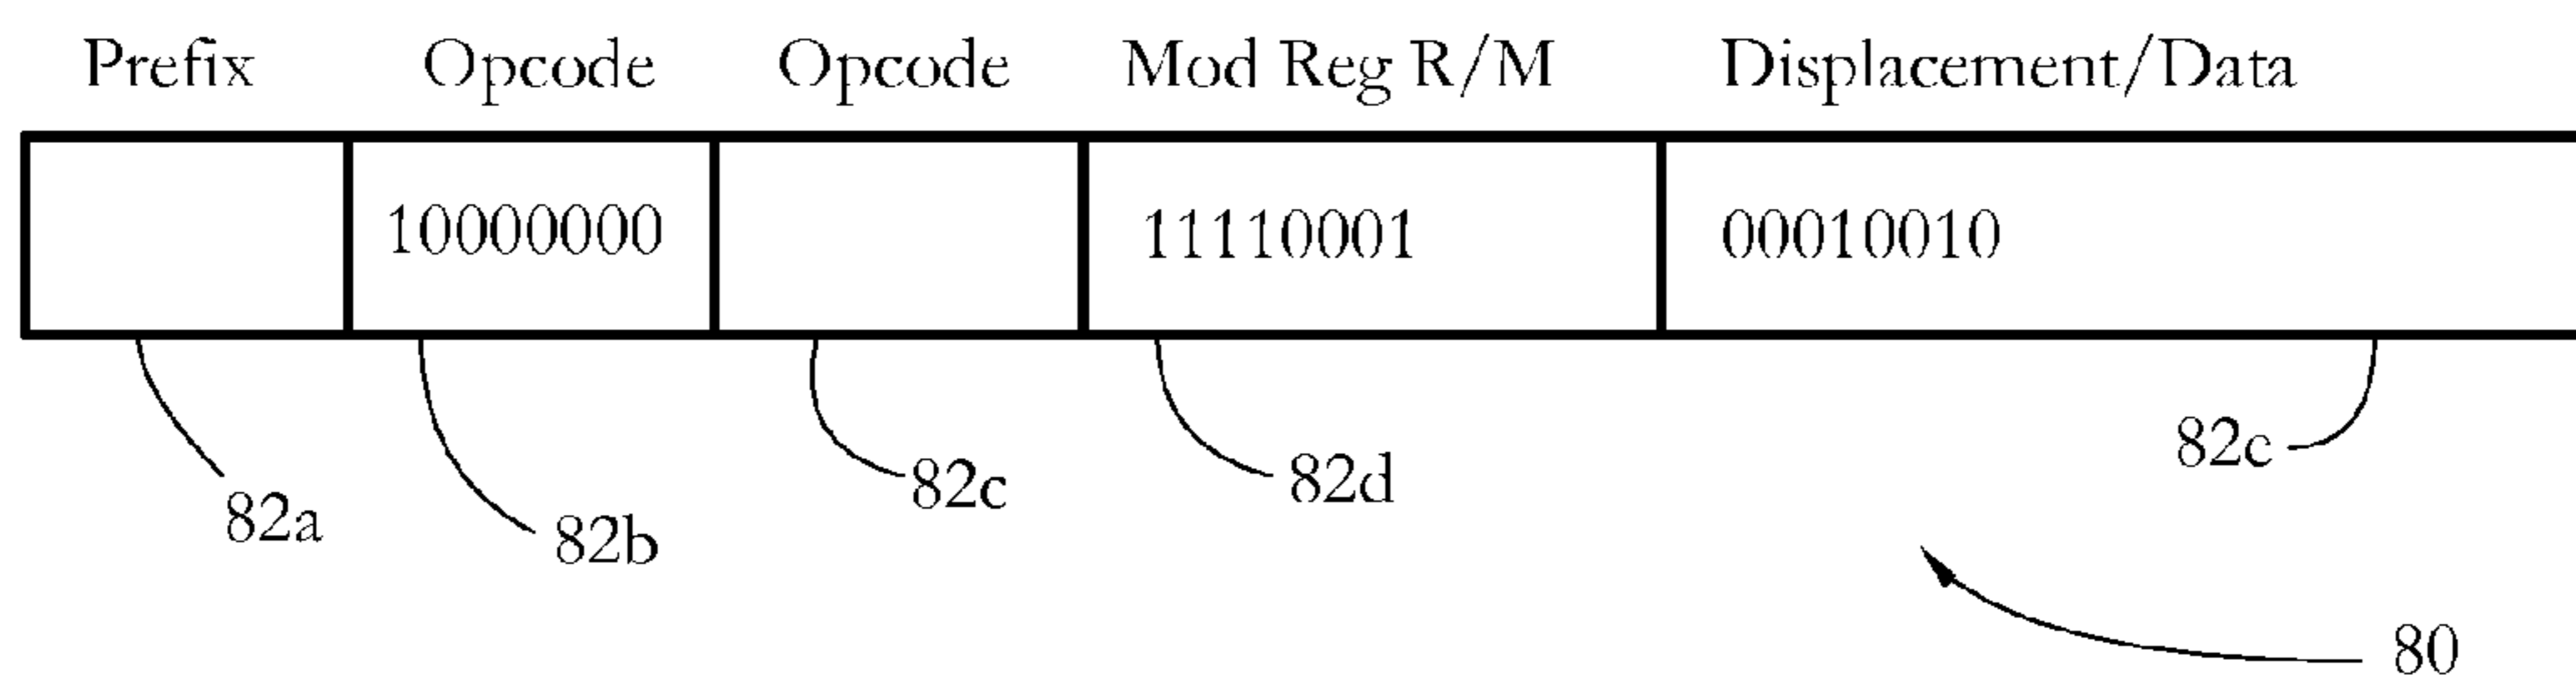 Prefix Opcode Opcode Mod Reg R/M Displacement/Data
10000000 11110001 00010010
82a 82b 82c 82d 82c
80